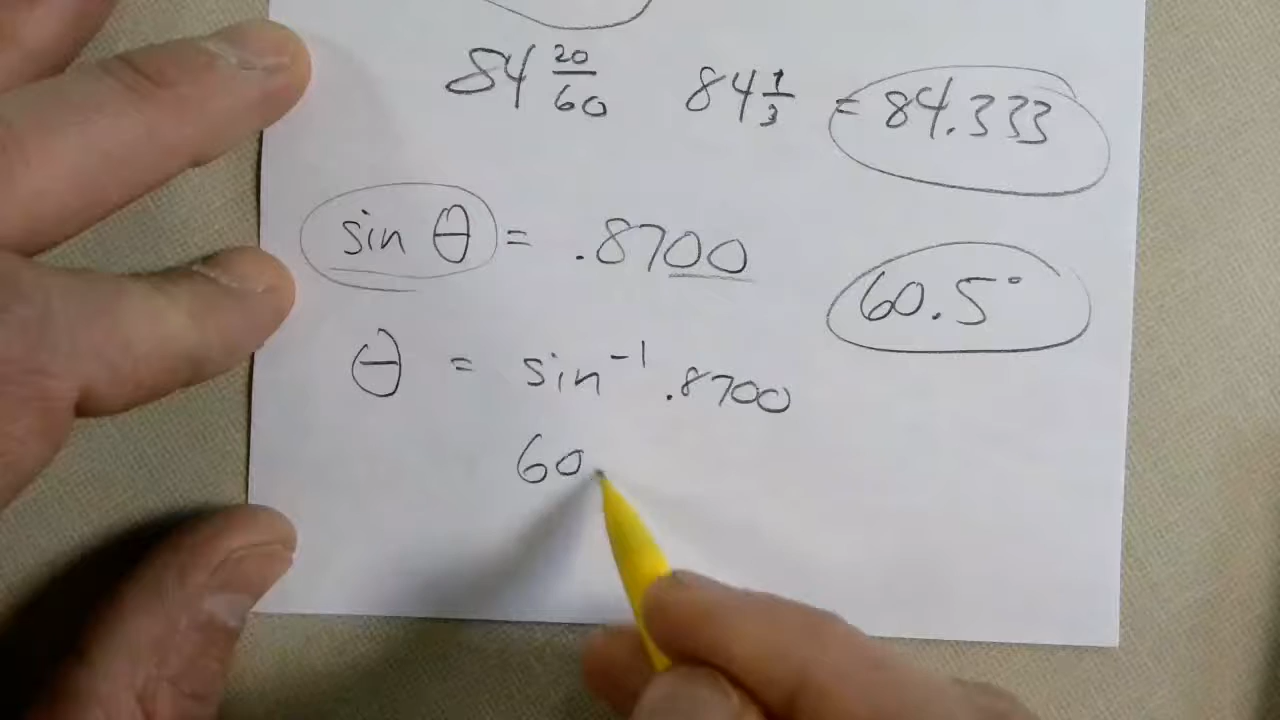 84 20/60 84 1/3 = 84.333
sin θ = .8700
60.5°
θ = sin⁻¹ .8700
60.